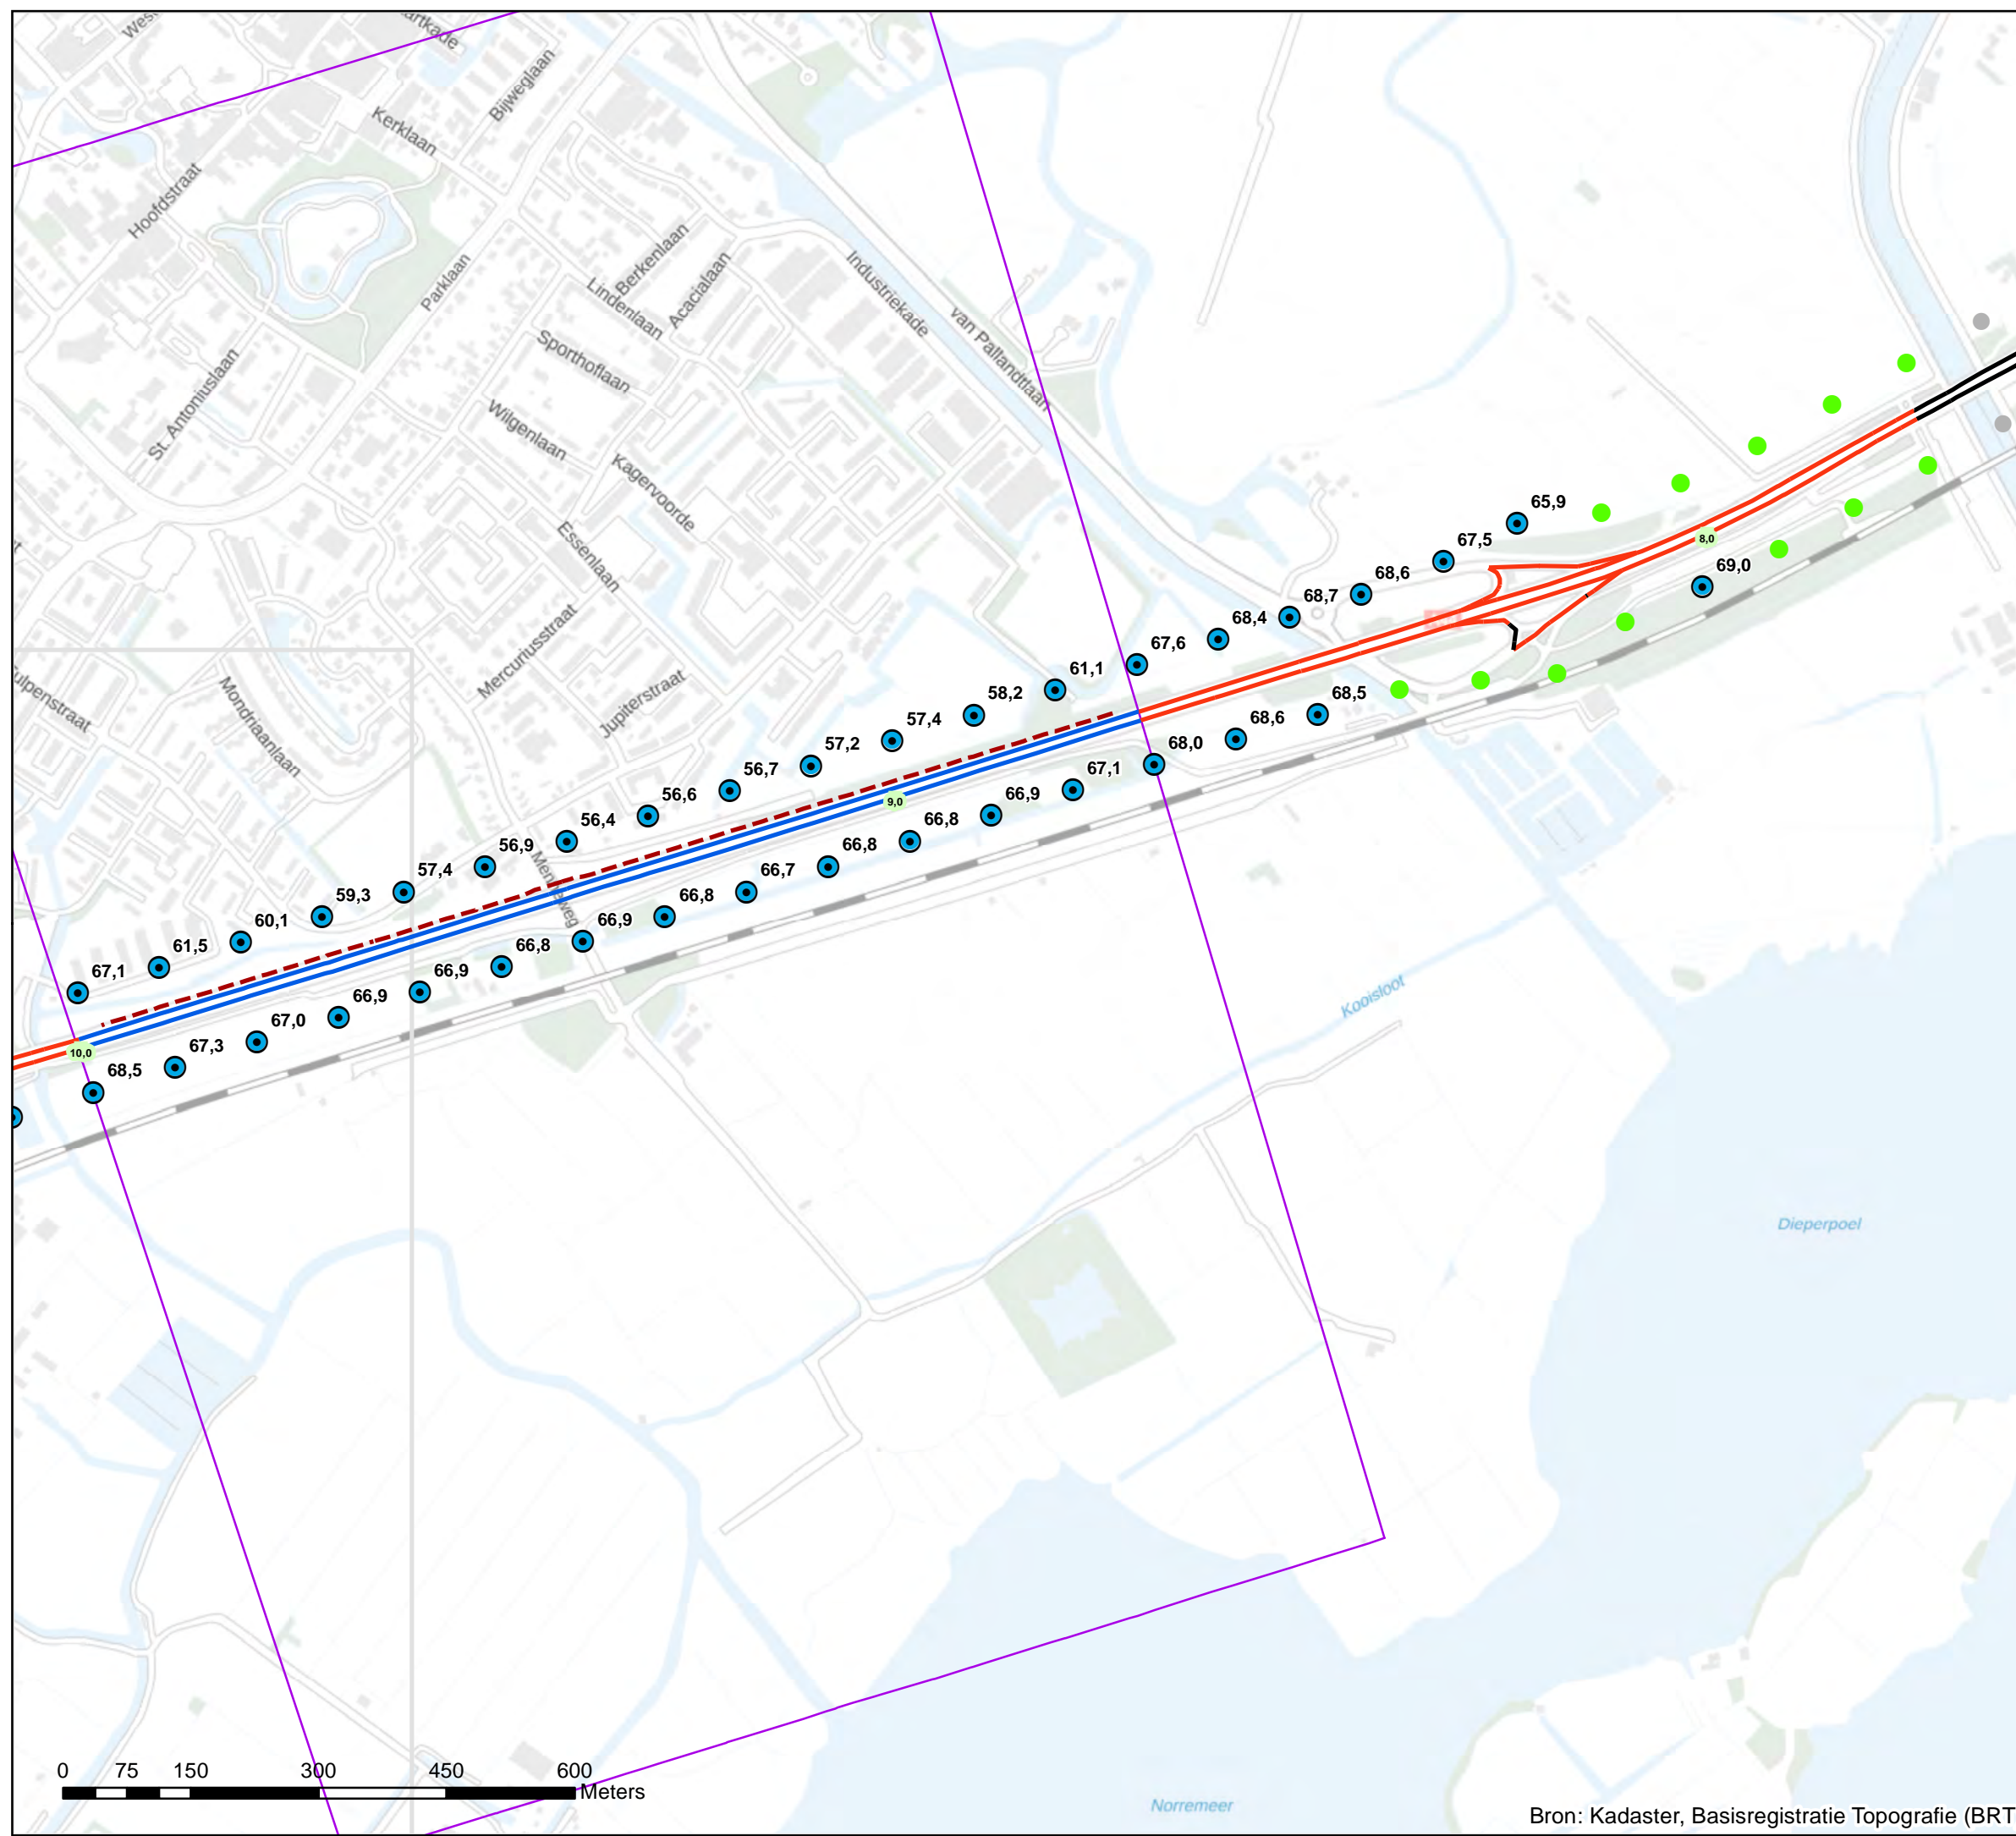 artkade
Bijweglaan
Kerklaan
Hoofdstraat
Parklaan
Berkenlaan
Lindenlaan
Acacialaan
Industriekade
van Pallandtlaan
Sporthoflaan
St. Antoniuslaan
Wilgenlaan
Kagervoorde
Essenlaan
Mercuriusstraat
Jupiterstraat
Mondriaanlaan
ulpenstraat
65,9
67,5
8,0
68,6
69,0
68,7
68,4
67,6
61,1
58,2
57,4
57,2
56,7
56,6
56,4
56,9
57,4
59,3
60,1
61,5
67,1
68,5
68,6
68,0
67,1
66,9
9,0
66,8
66,8
66,7
66,8
66,9
66,8
66,9
66,9
67,0
67,3
10,0
68,5
Kooisloot
Dieperpoel
Norremeer
0 75 150 300 450 600
Meters
Bron: Kadaster, Basisregistratie Topografie (BRT